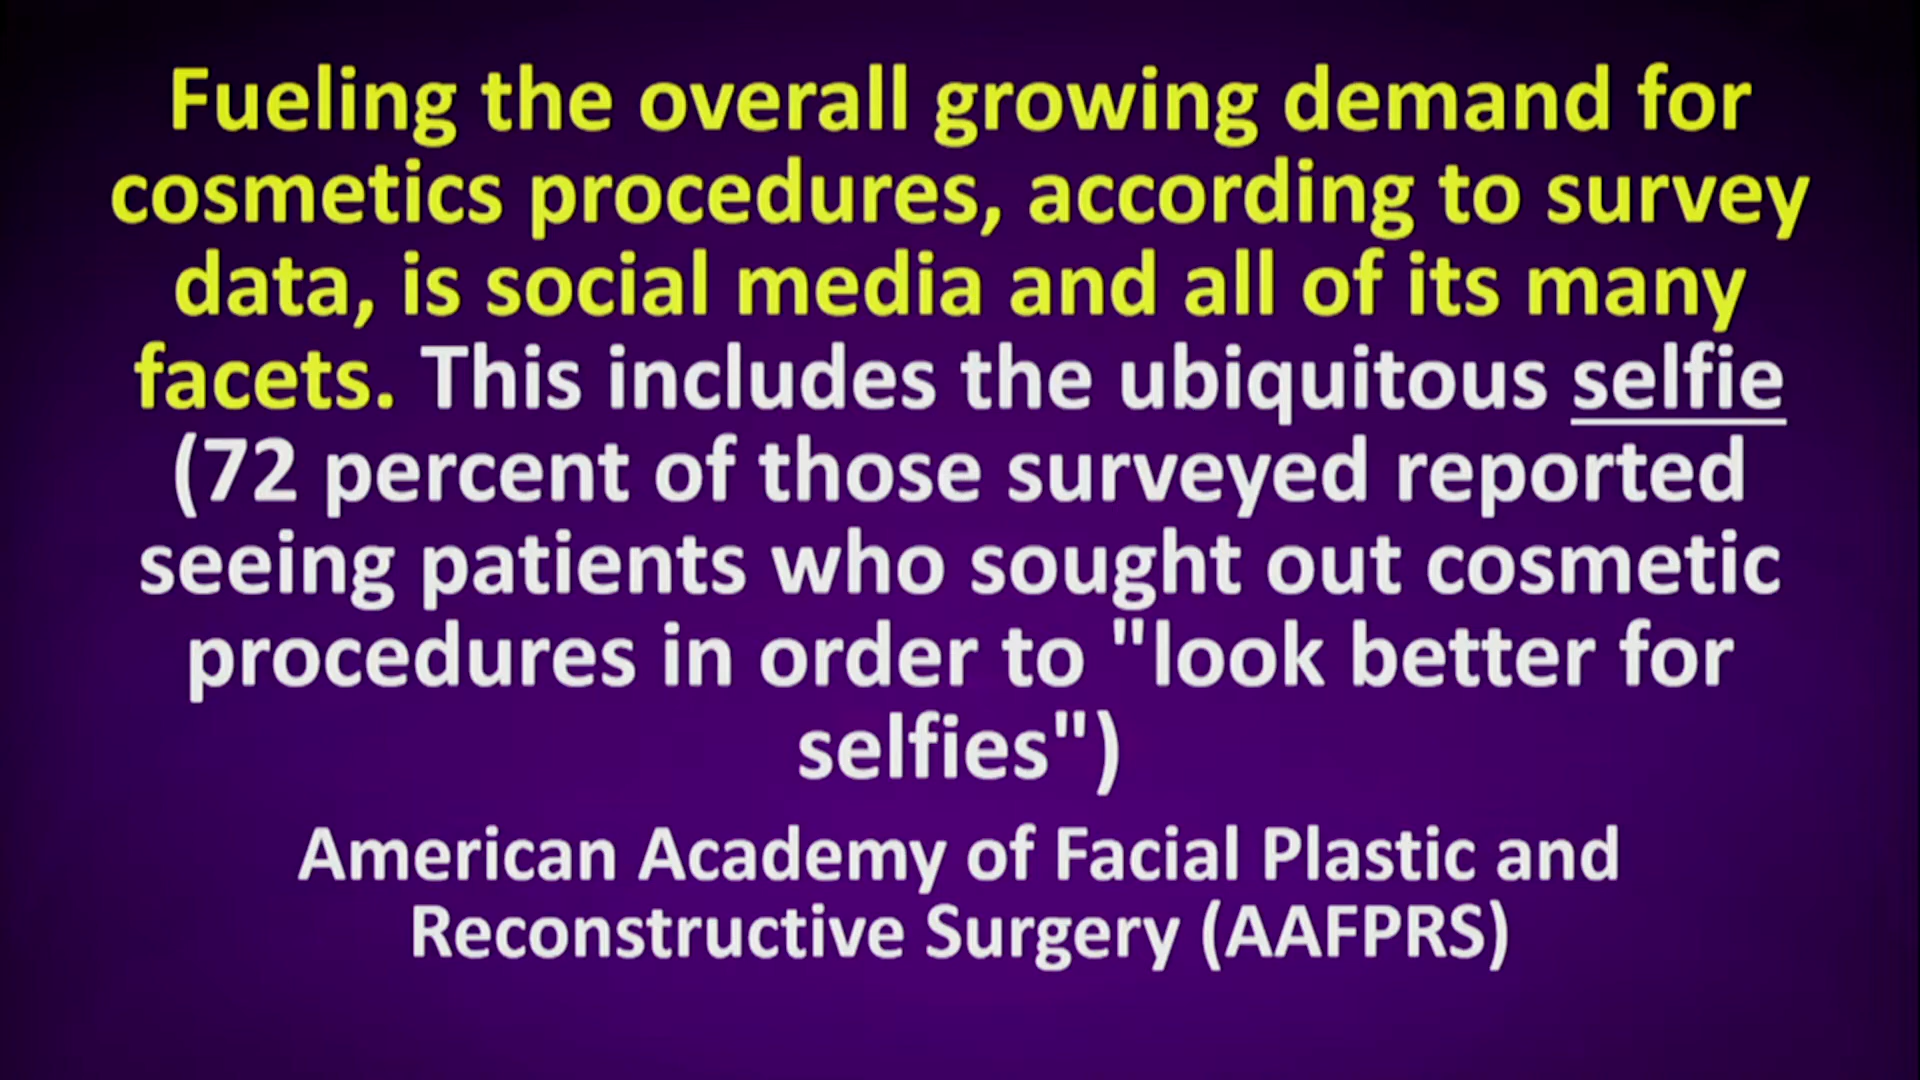 Fueling the overall growing demand for
cosmetics procedures, according to survey
data, is social media and all of its many
facets. This includes the ubiquitous selfie
(72 percent of those surveyed reported
seeing patients who sought out cosmetic
procedures in order to "look better for
selfies")
American Academy of Facial Plastic and
Reconstructive Surgery (AAFPRS)